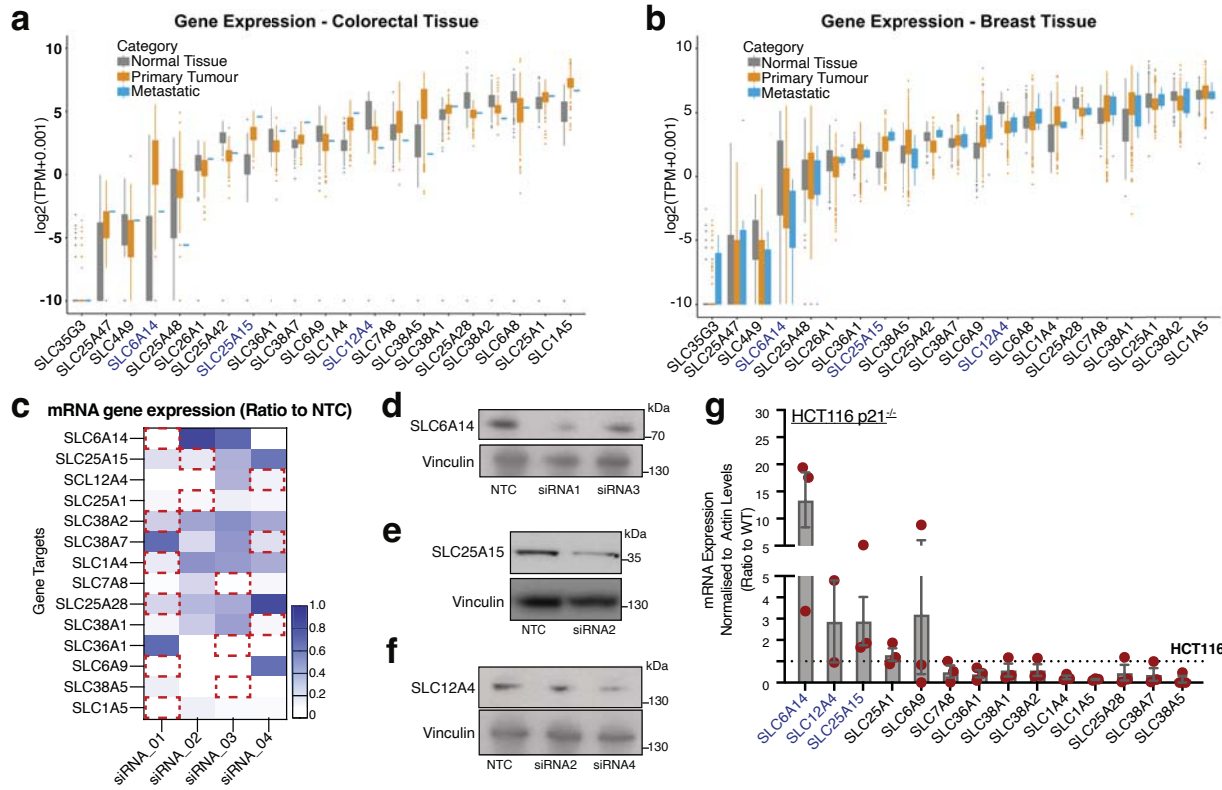 a
Gene Expression - Colorectal Tissue
Category
Normal Tissue
Primary Tumour
Metastatic
log2(TPM+0.001)
10
5
0
-5
-10
SLC35G3
SLC25A47
SLC4A9
SLC6A14
SLC25A48
SLC26A1
SLC25A42
SLC25A15
SLC36A1
SLC38A7
SLC6A9
SLC1A4
SLC12A4
SLC7A8
SLC38A5
SLC38A1
SLC25A28
SLC38A2
SLC6A8
SLC25A1
SLC1A5
b
Gene Expression - Breast Tissue
Category
Normal Tissue
Primary Tumour
Metastatic
log2(TPM+0.001)
10
5
0
-5
-10
SLC35G3
SLC25A47
SLC4A9
SLC6A14
SLC25A48
SLC26A1
SLC36A1
SLC25A15
SLC38A5
SLC25A42
SLC38A7
SLC6A9
SLC12A4
SLC6A8
SLC1A4
SLC25A28
SLC7A8
SLC38A1
SLC25A1
SLC38A2
SLC1A5
c
mRNA gene expression (Ratio to NTC)
Gene Targets
SLC6A14
SLC25A15
SCL12A4
SLC25A1
SLC38A2
SLC38A7
SLC1A4
SLC7A8
SLC25A28
SLC38A1
SLC36A1
SLC6A9
SLC38A5
SLC1A5
siRNA_01
siRNA_02
siRNA_03
siRNA_04
1.0
0.8
0.6
0.4
0.2
0
d
kDa
SLC6A14
70
Vinculin
130
NTC siRNA1 siRNA3
e
kDa
SLC25A15
35
Vinculin
130
NTC siRNA2
f
kDa
SLC12A4
130
Vinculin
130
NTC siRNA2 siRNA4
g
HCT116 p21-/-
mRNA Expression
Normalised to Actin Levels
(Ratio to WT)
30
25
20
15
10
5
5
4
3
2
1
0
HCT116
SLC6A14
SLC12A4
SLC25A15
SLC25A1
SLC6A9
SLC7A8
SLC36A1
SLC38A1
SLC38A2
SLC1A4
SLC1A5
SLC25A28
SLC38A7
SLC38A5